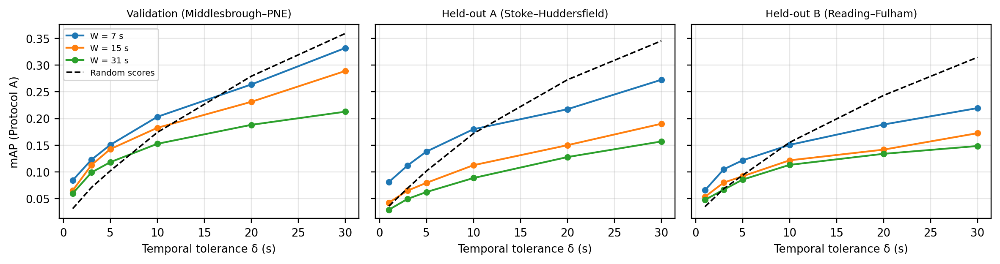 Validation (Middlesbrough–PNE)
Held-out A (Stoke–Huddersfield)
Held-out B (Reading–Fulham)
mAP (Protocol A)
0.35
0.30
0.25
0.20
0.15
0.10
0.05
W = 7 s
W = 15 s
W = 31 s
Random scores
0 5 10 15 20 25 30
0 5 10 15 20 25 30
0 5 10 15 20 25 30
Temporal tolerance δ (s)
Temporal tolerance δ (s)
Temporal tolerance δ (s)